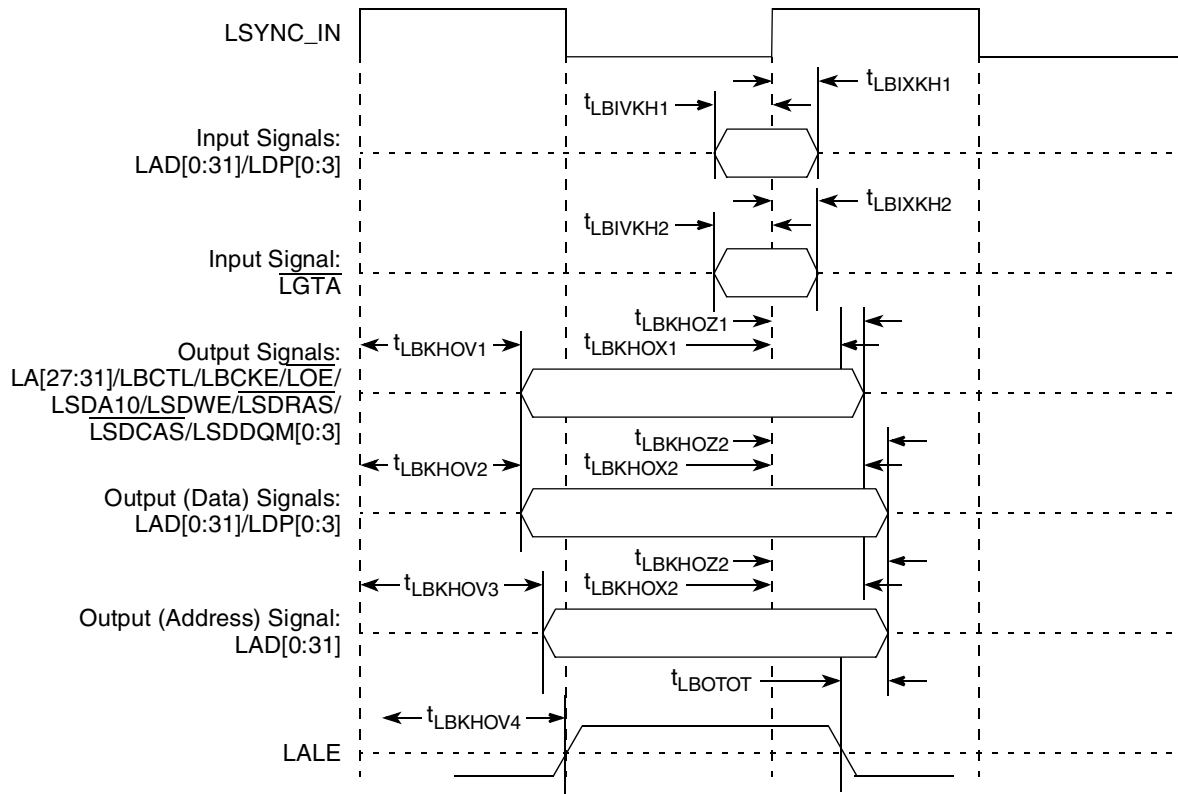 LSYNC_IN
tLBIXKH1
tLBIVKH1
Input Signals:
LAD[0:31]/LDP[0:3]
tLBIXKH2
tLBIVKH2
Input Signal:
LGTA
tLBKHOZ1
tLBKHOV1
tLBKHOX1
Output Signals:
LA[27:31]/LBCTL/LBCKE/LOE/
LSDA10/LSDWE/LSDRAS/
LSDCAS/LSDDQM[0:3]
tLBKHOZ2
tLBKHOV2
tLBKHOX2
Output (Data) Signals:
LAD[0:31]/LDP[0:3]
tLBKHOZ2
tLBKHOV3
tLBKHOX2
Output (Address) Signal:
LAD[0:31]
tLBOTOT
tLBKHOV4
LALE